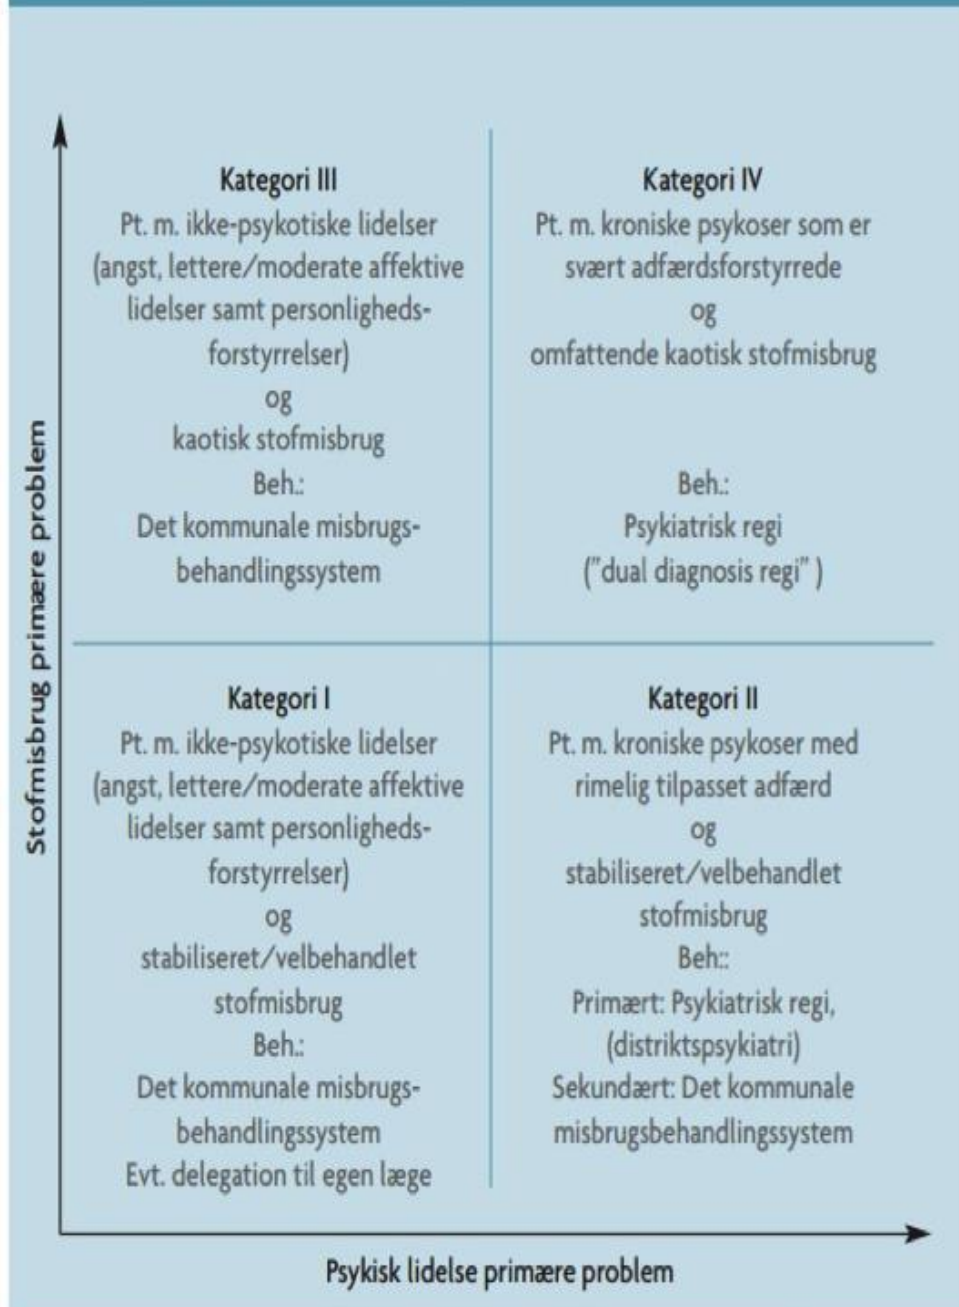 Kategori III
Pt. m. ikke-psykotiske lidelser
(angst, lettere/moderate affektive
lidelser samt personligheds-
forstyrrelser)
og
kaotisk stofmisbrug
Beh.:
Det kommunale misbrugs-
behandlingssystem
Kategori IV
Pt. m. kroniske psykoser som er
svært adfærdsforstyrrede
og
omfattende kaotisk stofmisbrug
Beh.:
Psykiatrisk regi
("dual diagnosis regi" )
Stofmisbrug primære problem
Kategori I
Pt. m. ikke-psykotiske lidelser
(angst, lettere/moderate affektive
lidelser samt personligheds-
forstyrrelser)
og
stabiliseret/velbehandlet
stofmisbrug
Beh.:
Det kommunale misbrugs-
behandlingssystem
Evt. delegation til egen læge
Kategori II
Pt. m. kroniske psykoser med
rimelig tilpasset adfærd
og
stabiliseret/velbehandlet
stofmisbrug
Beh::
Primært: Psykiatrisk regi,
(distriktspsykiatri)
Sekundært: Det kommunale
misbrugsbehandlingssystem
Psykisk lidelse primære problem